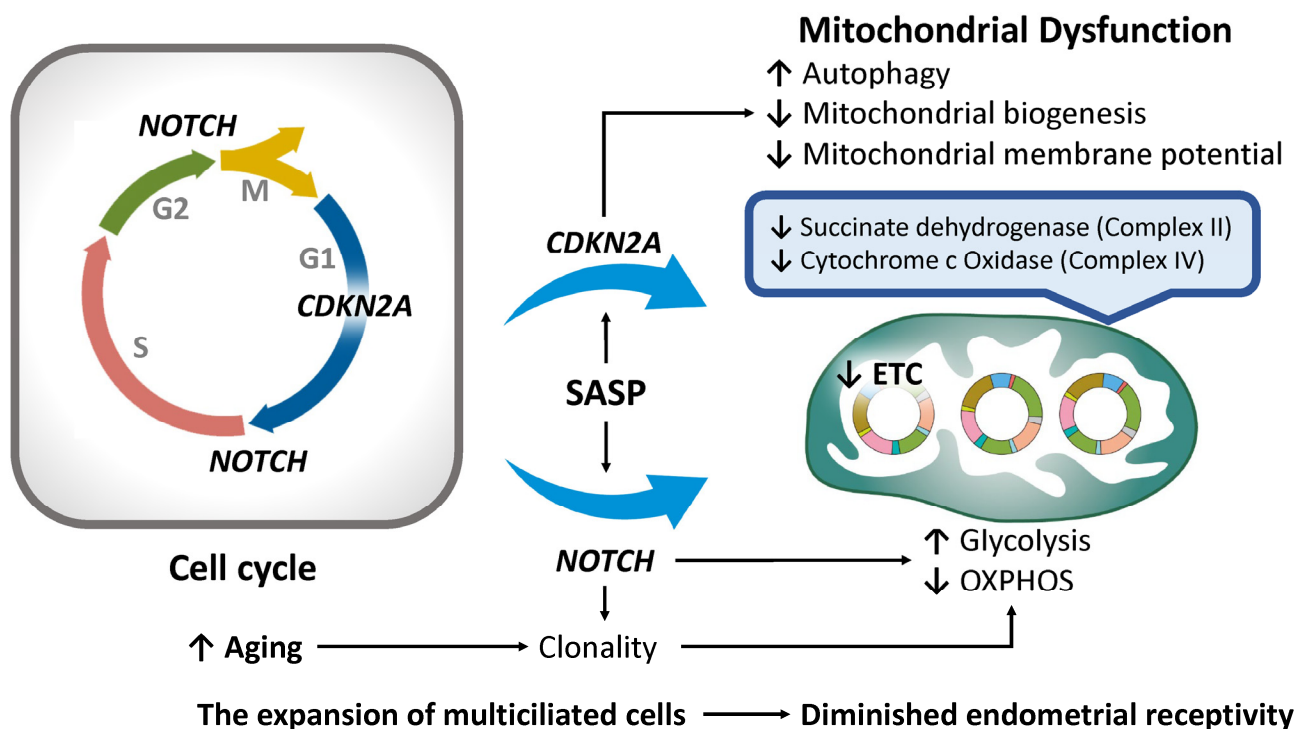 Mitochondrial Dysfunction
↑ Autophagy
↓ Mitochondrial biogenesis
↓ Mitochondrial membrane potential
NOTCH
M
G2
G1
CDKN2A
S
NOTCH
Cell cycle
CDKN2A
SASP
NOTCH
↓ Succinate dehydrogenase (Complex II)
↓ Cytochrome c Oxidase (Complex IV)
↓ ETC
↑ Glycolysis
↓ OXPHOS
↑ Aging
Clonality
The expansion of multiciliated cells
Diminished endometrial receptivity